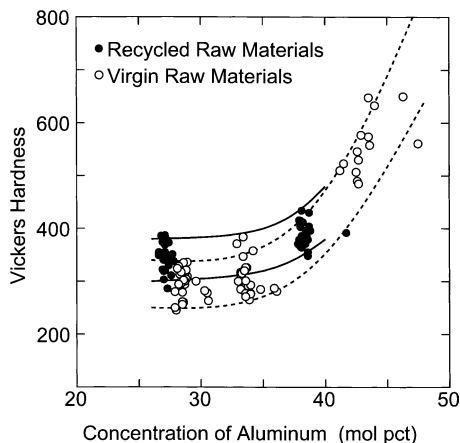 800
● Recycled Raw Materials
○ Virgin Raw Materials
600
Vickers Hardness
400
200
20 30 40 50
Concentration of Aluminum (mol pct)